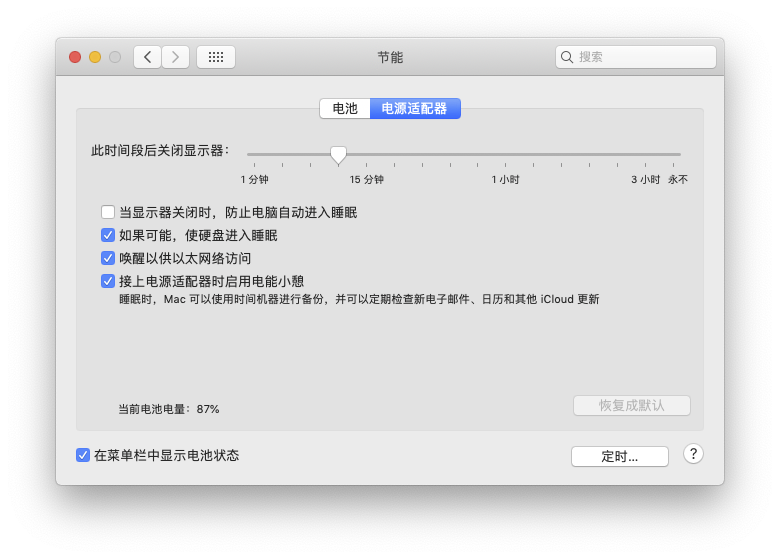 节能
搜索
电池 电源适配器
此时间段后关闭显示器：
1 分钟 15 分钟 1 小时 3 小时 永不
当显示器关闭时，防止电脑自动进入睡眠
如果可能，使硬盘进入睡眠
唤醒以供以太网络访问
接上电源适配器时启用电能小憩
睡眠时，Mac 可以使用时间机器进行备份，并可以定期检查新电子邮件、日历和其他 iCloud 更新
当前电池电量：87%
恢复成默认
在菜单栏中显示电池状态
定时...
?